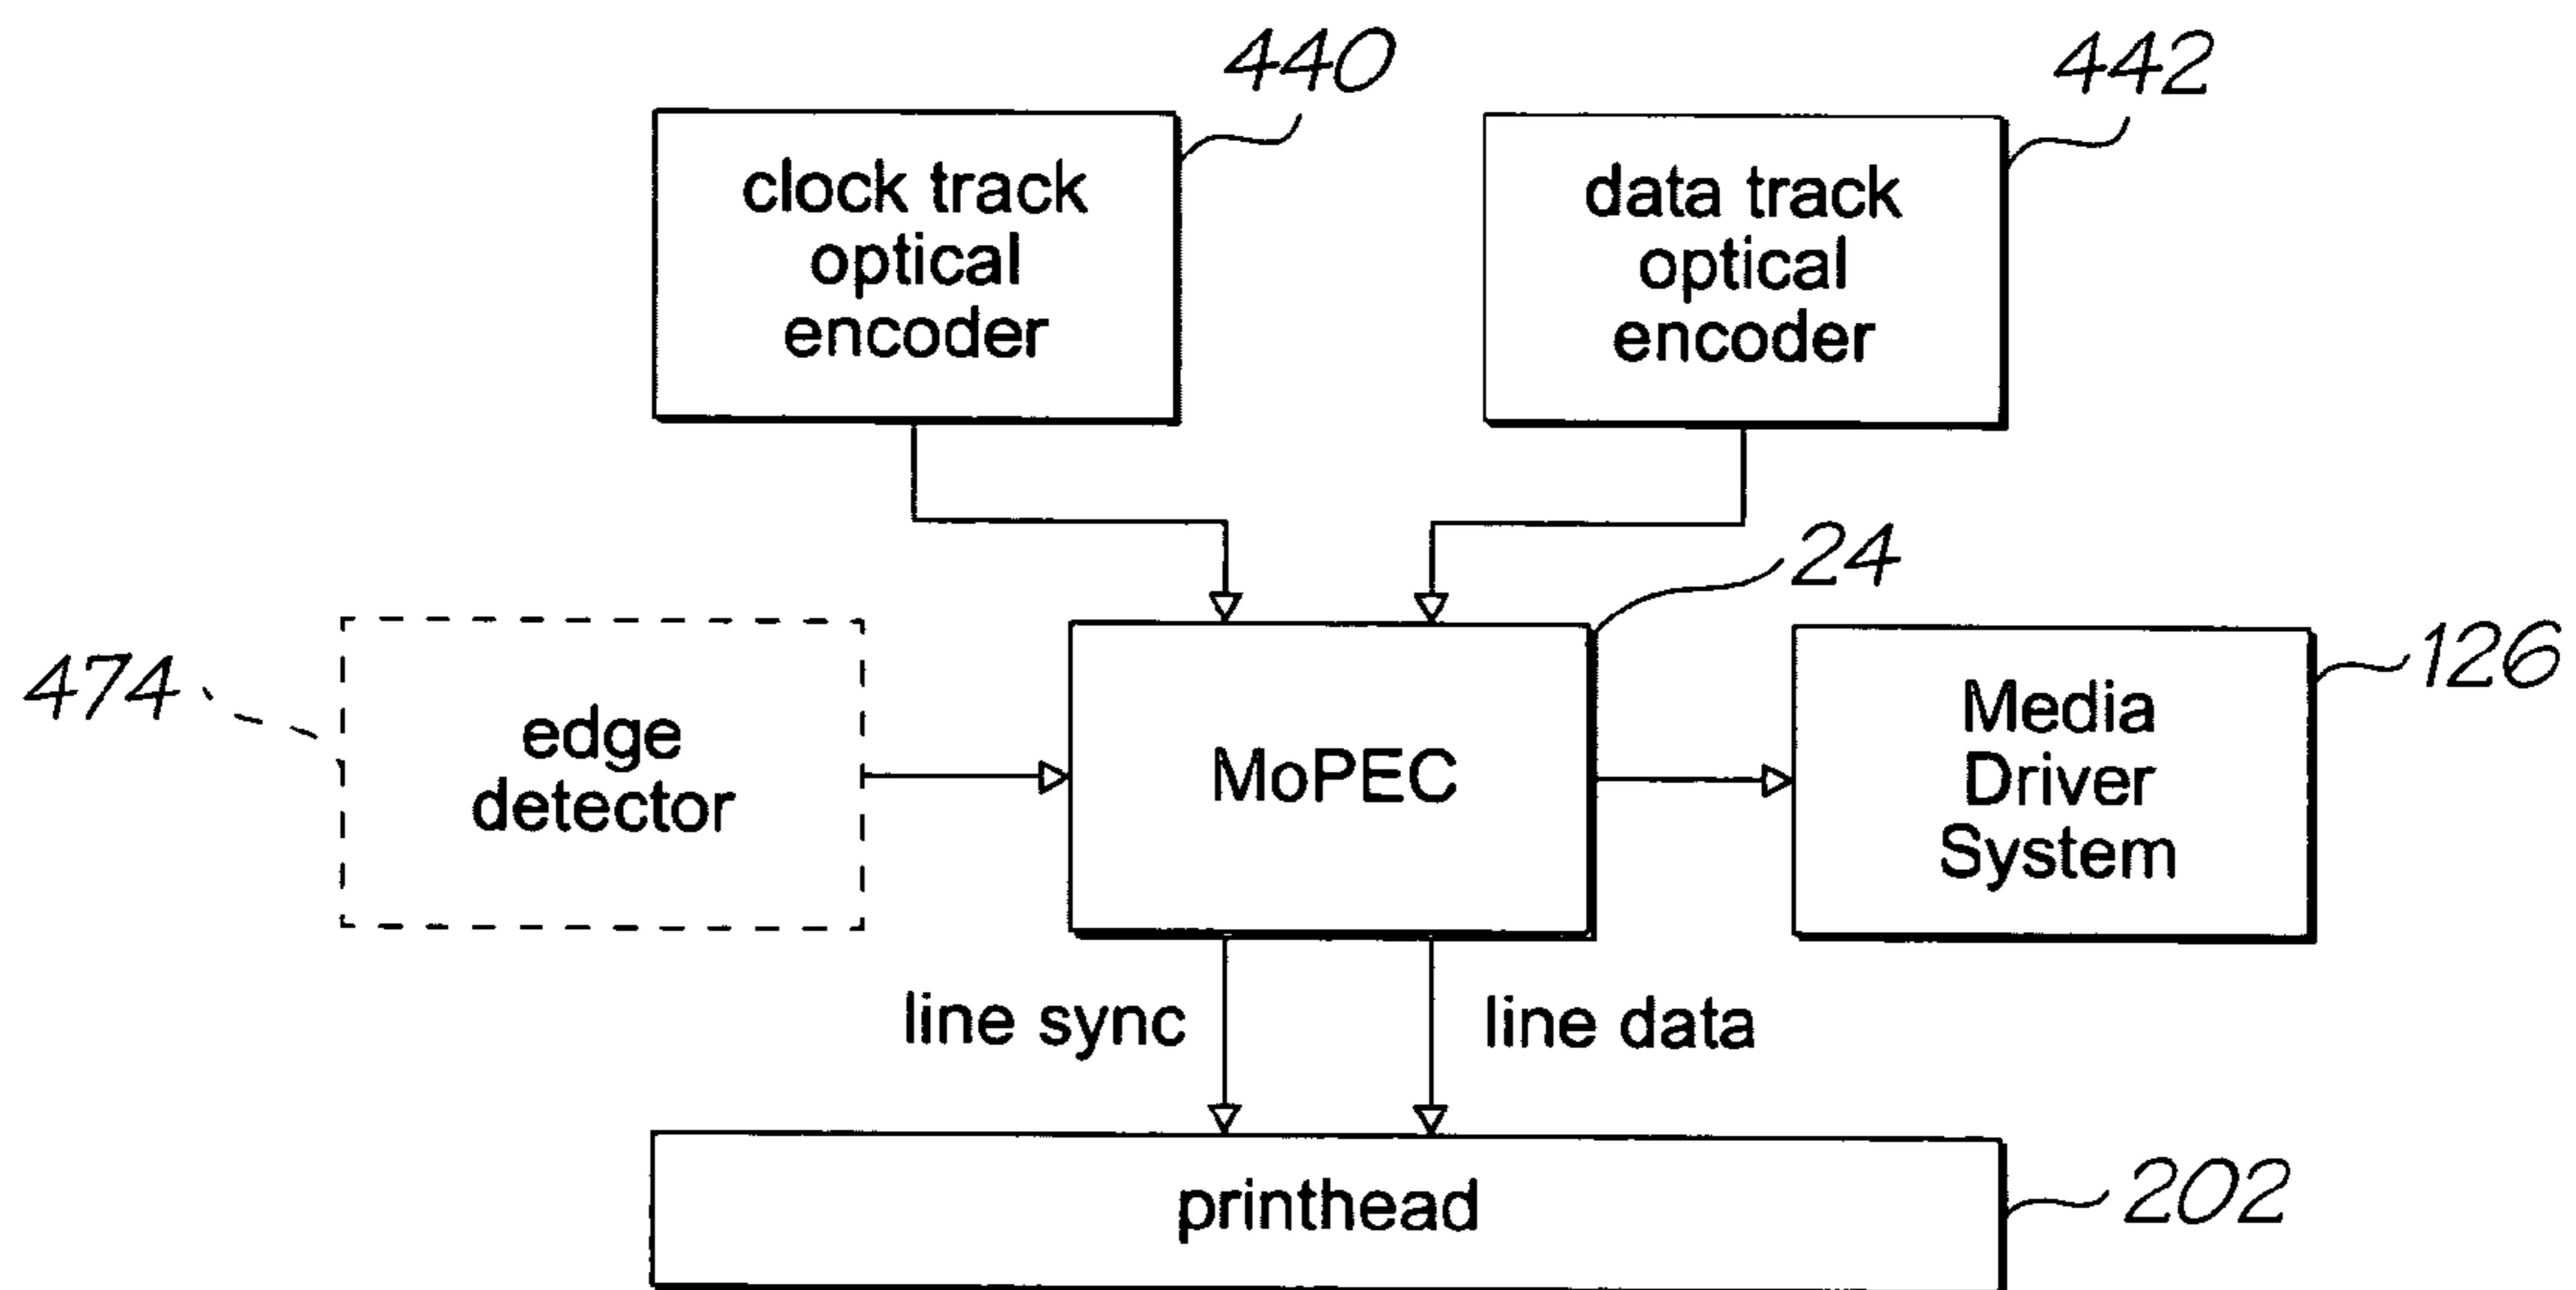 440
442
clock track
optical
encoder
data track
optical
encoder
24
474
edge
detector
MoPEC
Media
Driver
System
126
line sync
line data
printhead
202